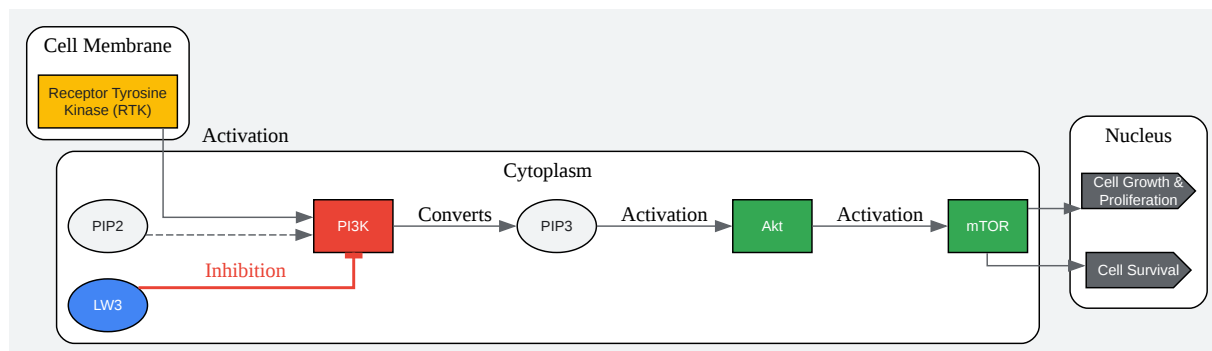 Cell Membrane
Receptor Tyrosine
Kinase (RTK)
Activation
Cytoplasm
Nucleus
PIP2
PI3K
Converts
PIP3
Activation
Akt
Activation
mTOR
Cell Growth &
Proliferation
Inhibition
LW3
Cell Survival